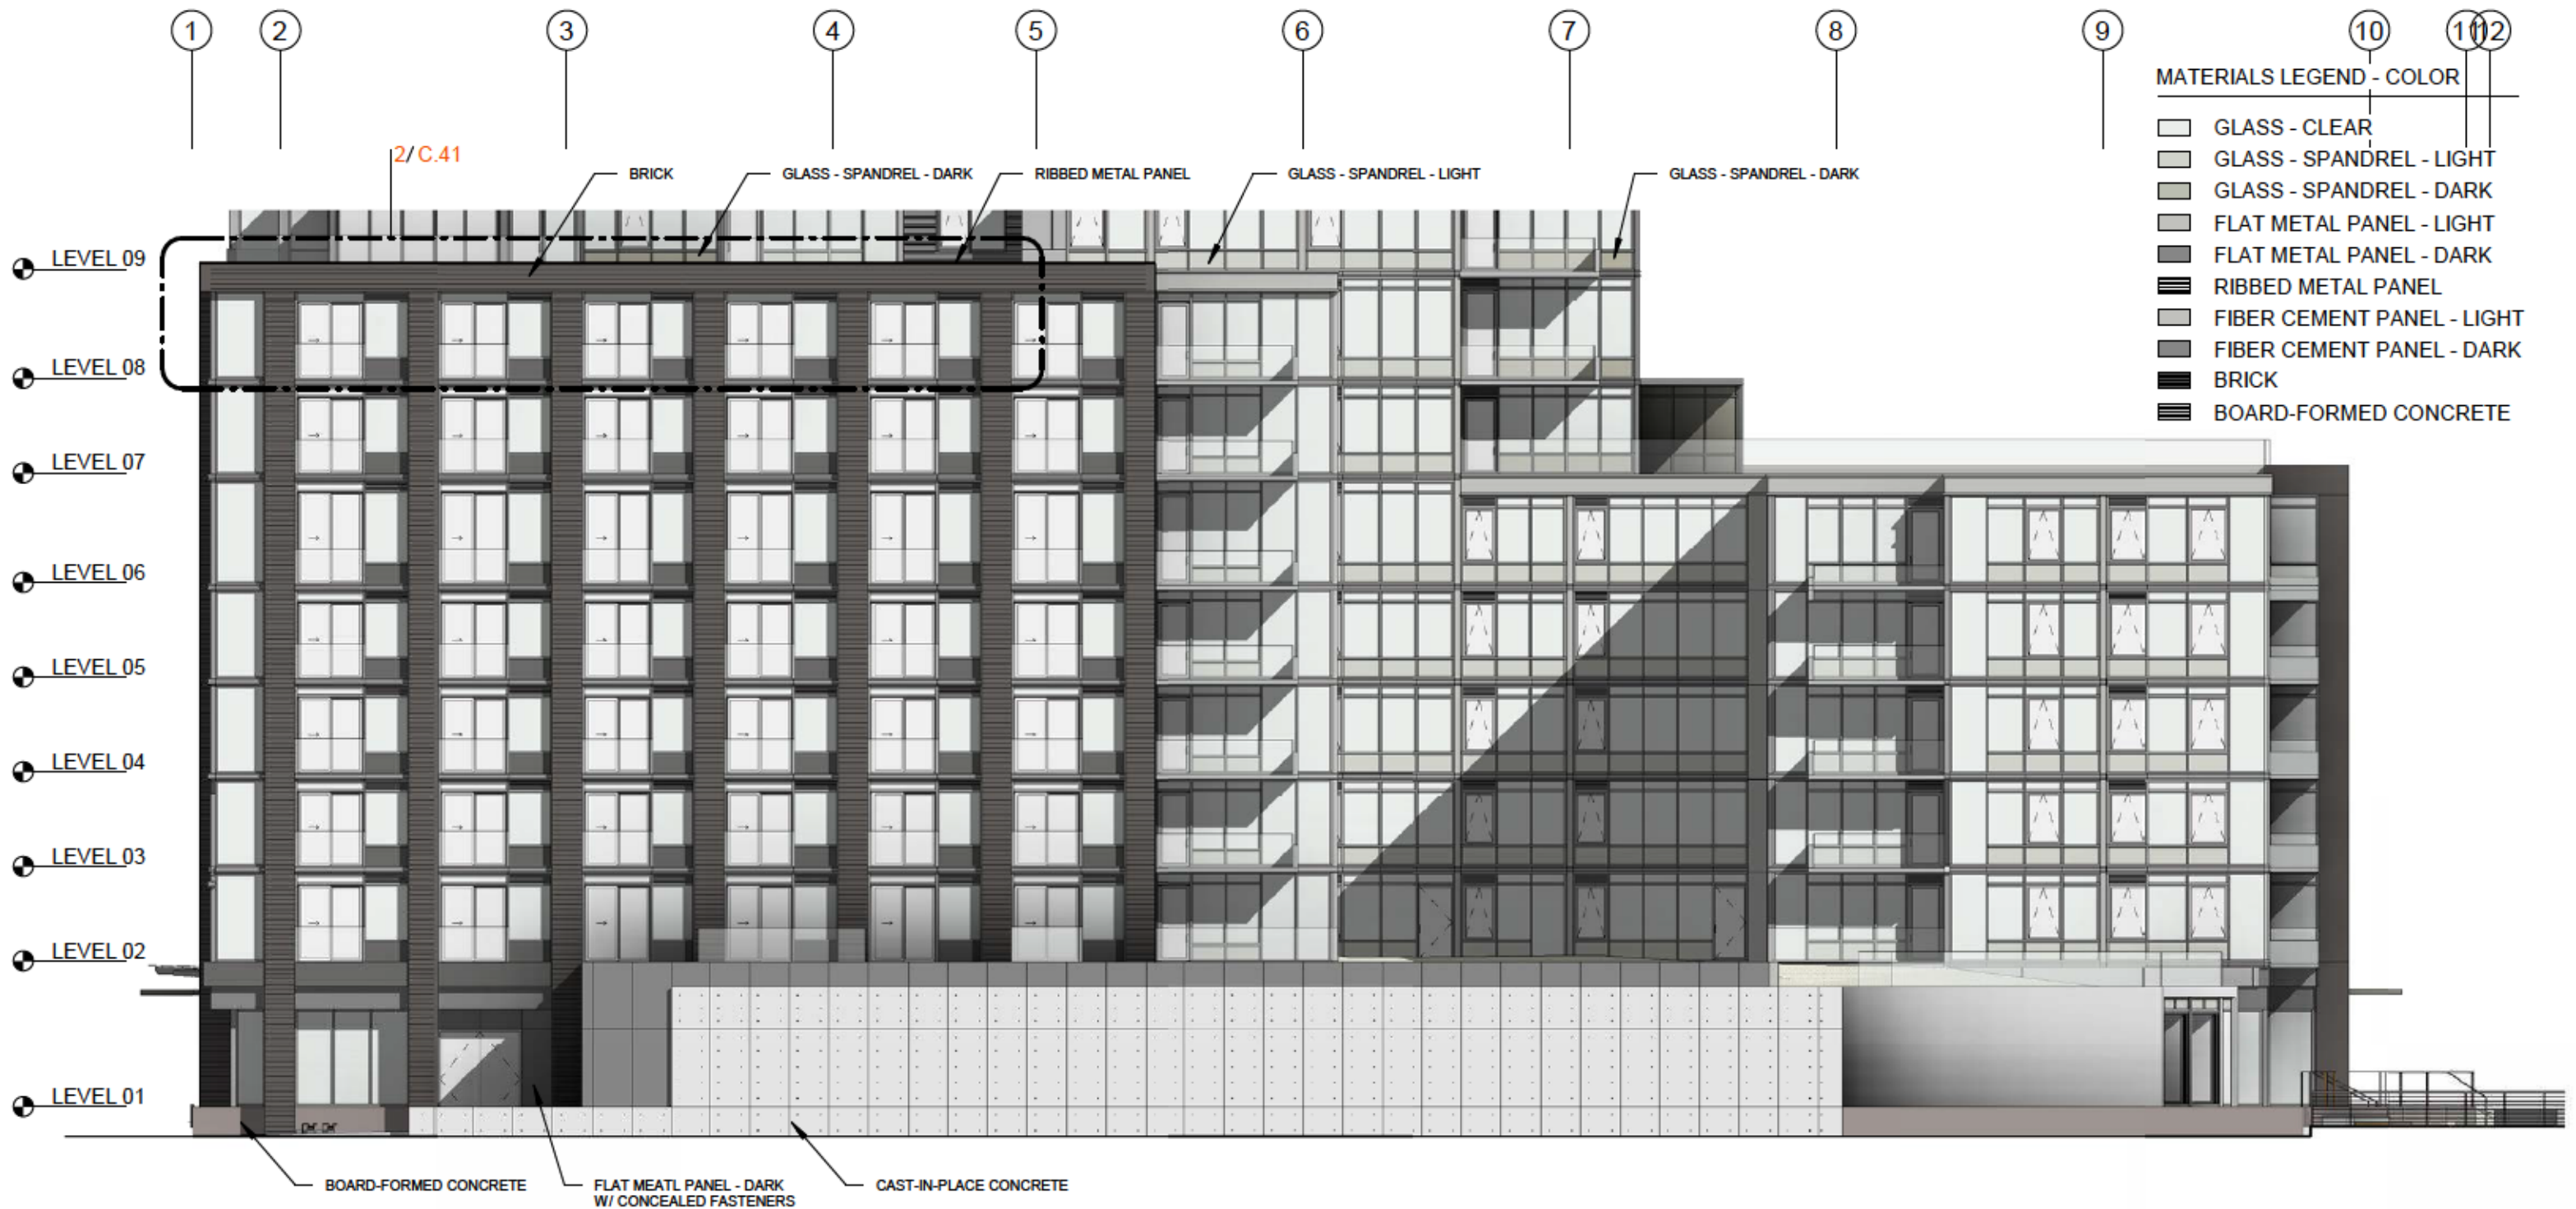 1 2 3 4 5 6 7 8 9 10 11 12
MATERIALS LEGEND - COLOR
GLASS - CLEAR
GLASS - SPANDREL - LIGHT
GLASS - SPANDREL - DARK
FLAT METAL PANEL - LIGHT
FLAT METAL PANEL - DARK
RIBBED METAL PANEL
FIBER CEMENT PANEL - LIGHT
FIBER CEMENT PANEL - DARK
BRICK
BOARD-FORMED CONCRETE
2/ C.41
BRICK
GLASS - SPANDREL - DARK
RIBBED METAL PANEL
GLASS - SPANDREL - LIGHT
GLASS - SPANDREL - DARK
LEVEL 09
LEVEL 08
LEVEL 07
LEVEL 06
LEVEL 05
LEVEL 04
LEVEL 03
LEVEL 02
LEVEL 01
BOARD-FORMED CONCRETE
FLAT MEATL PANEL - DARK
W/ CONCEALED FASTENERS
CAST-IN-PLACE CONCRETE